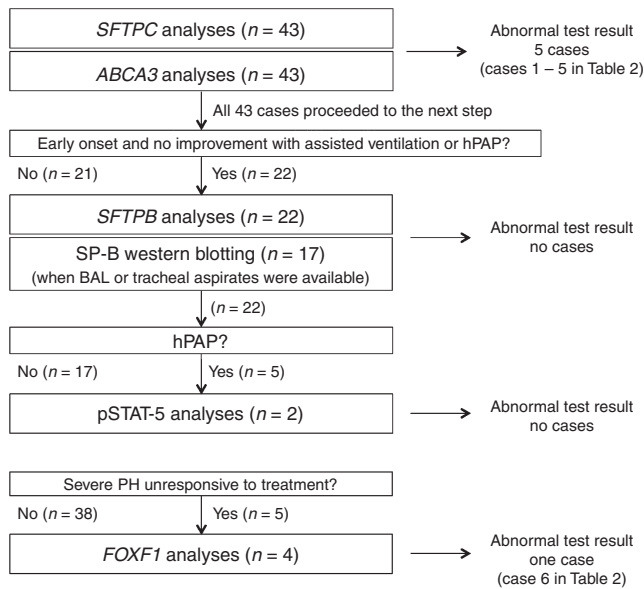 SFTPC analyses (n = 43)
ABCA3 analyses (n = 43)
Abnormal test result
5 cases
(cases 1 – 5 in Table 2)
All 43 cases proceeded to the next step
Early onset and no improvement with assisted ventilation or hPAP?
No (n = 21)
Yes (n = 22)
SFTPB analyses (n = 22)
SP-B western blotting (n = 17)
(when BAL or tracheal aspirates were available)
Abnormal test result
no cases
(n = 22)
hPAP?
No (n = 17)
Yes (n = 5)
pSTAT-5 analyses (n = 2)
Abnormal test result
no cases
Severe PH unresponsive to treatment?
No (n = 38)
Yes (n = 5)
FOXF1 analyses (n = 4)
Abnormal test result
one case
(case 6 in Table 2)